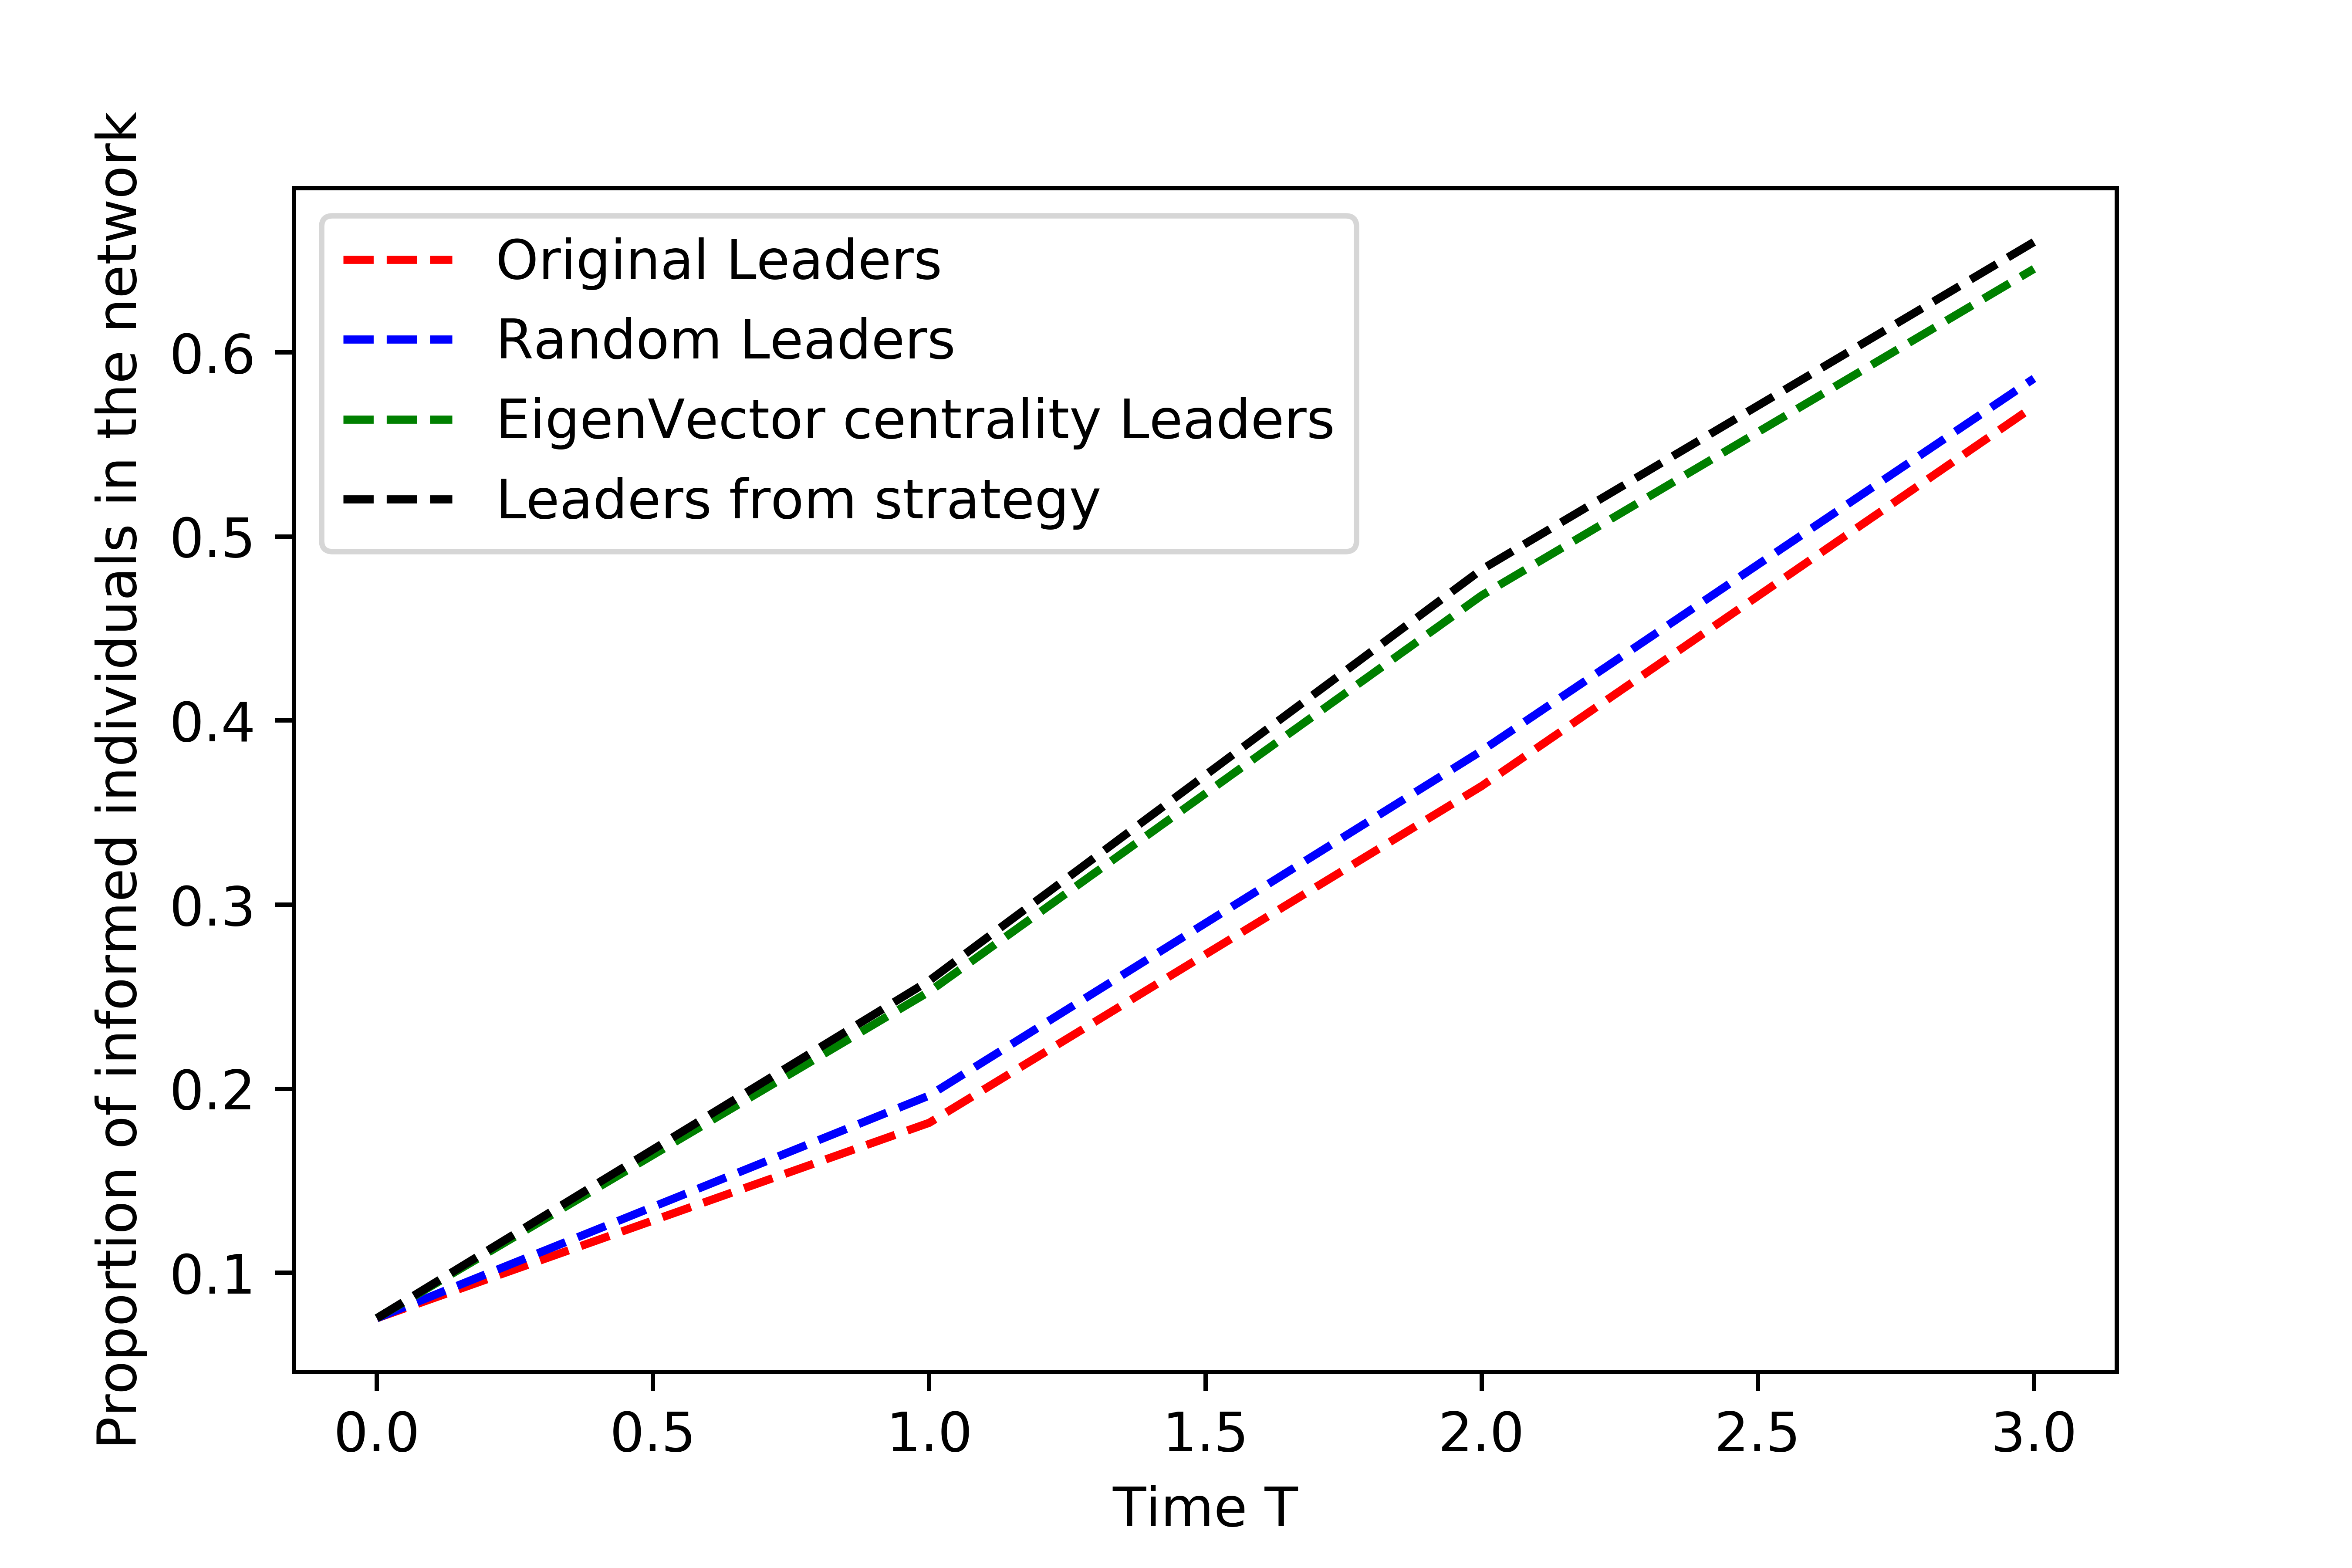 Proportion of informed individuals in the network
Original Leaders
Random Leaders
EigenVector centrality Leaders
Leaders from strategy
0.6
0.5
0.4
0.3
0.2
0.1
0.0 0.5 1.0 1.5 2.0 2.5 3.0
Time T